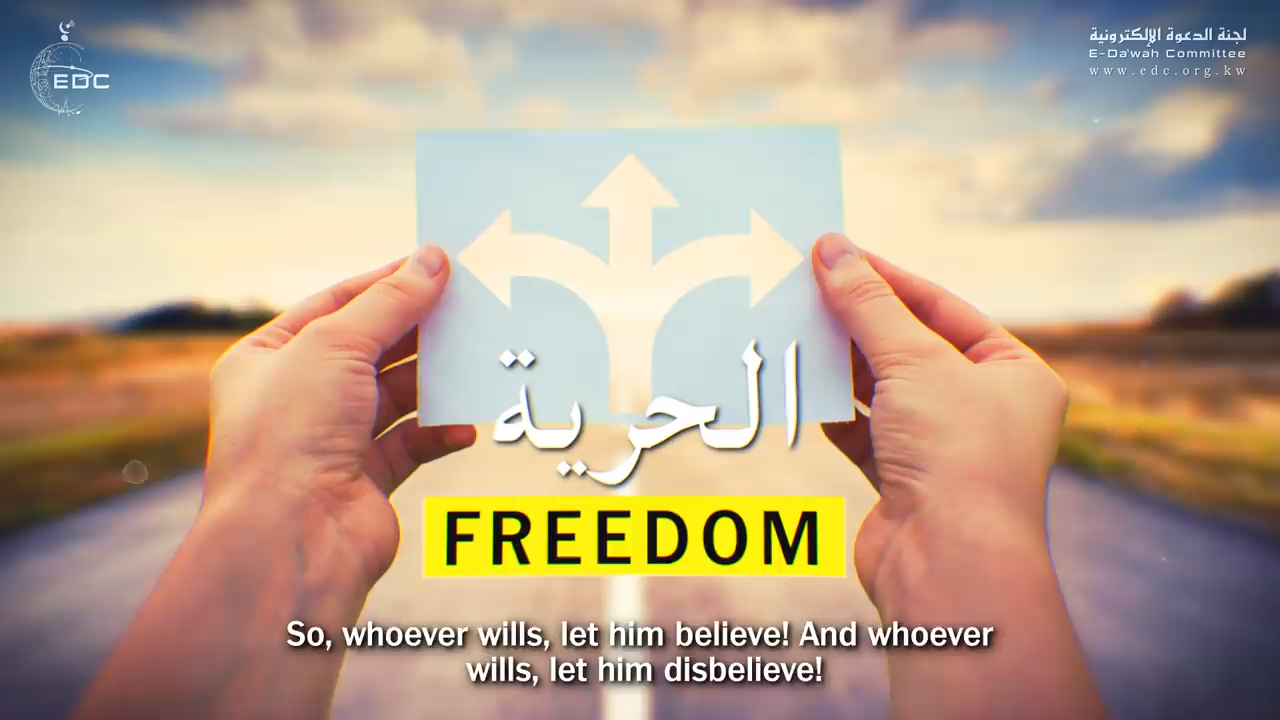 EDC
لجنة الدعوة الإلكترونية
E-Da'wah Committee
www.edc.org.kw
الحرية
FREEDOM
So, whoever wills, let him believe! And whoever
wills, let him disbelieve!